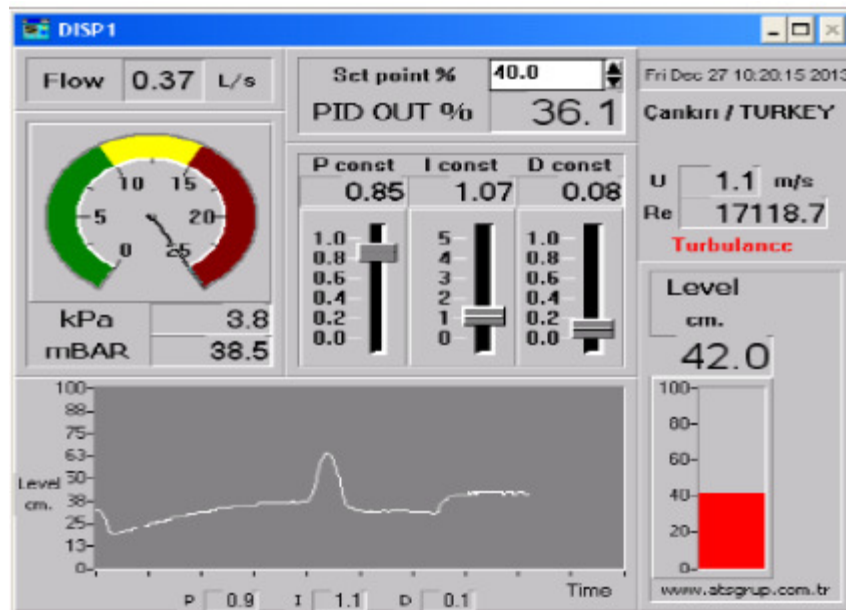 DISP1
Flow 0.37 L/s
Set point % 40.0
PID OUT % 36.1
Fri Dec 27 10:20:15 2013
Çankırı / TURKEY
U 1.1 m/s
Re 17118.7
Turbulance
0 5 10 15 20 25
kPa 3.8
mBAR 38.5
P const I const D const
0.85 1.07 0.08
1.0 5 1.0
0.8 4 0.8
0.6 3 0.6
0.4 2 0.4
0.2 1 0.2
0.0 0 0.0
Level
cm.
42.0
100
80
60
40
20
0
www.atsgrup.com.tr
100
88
75
63
50
38
25
13
0
Level
cm.
Time
P 0.9 I 1.1 D 0.1